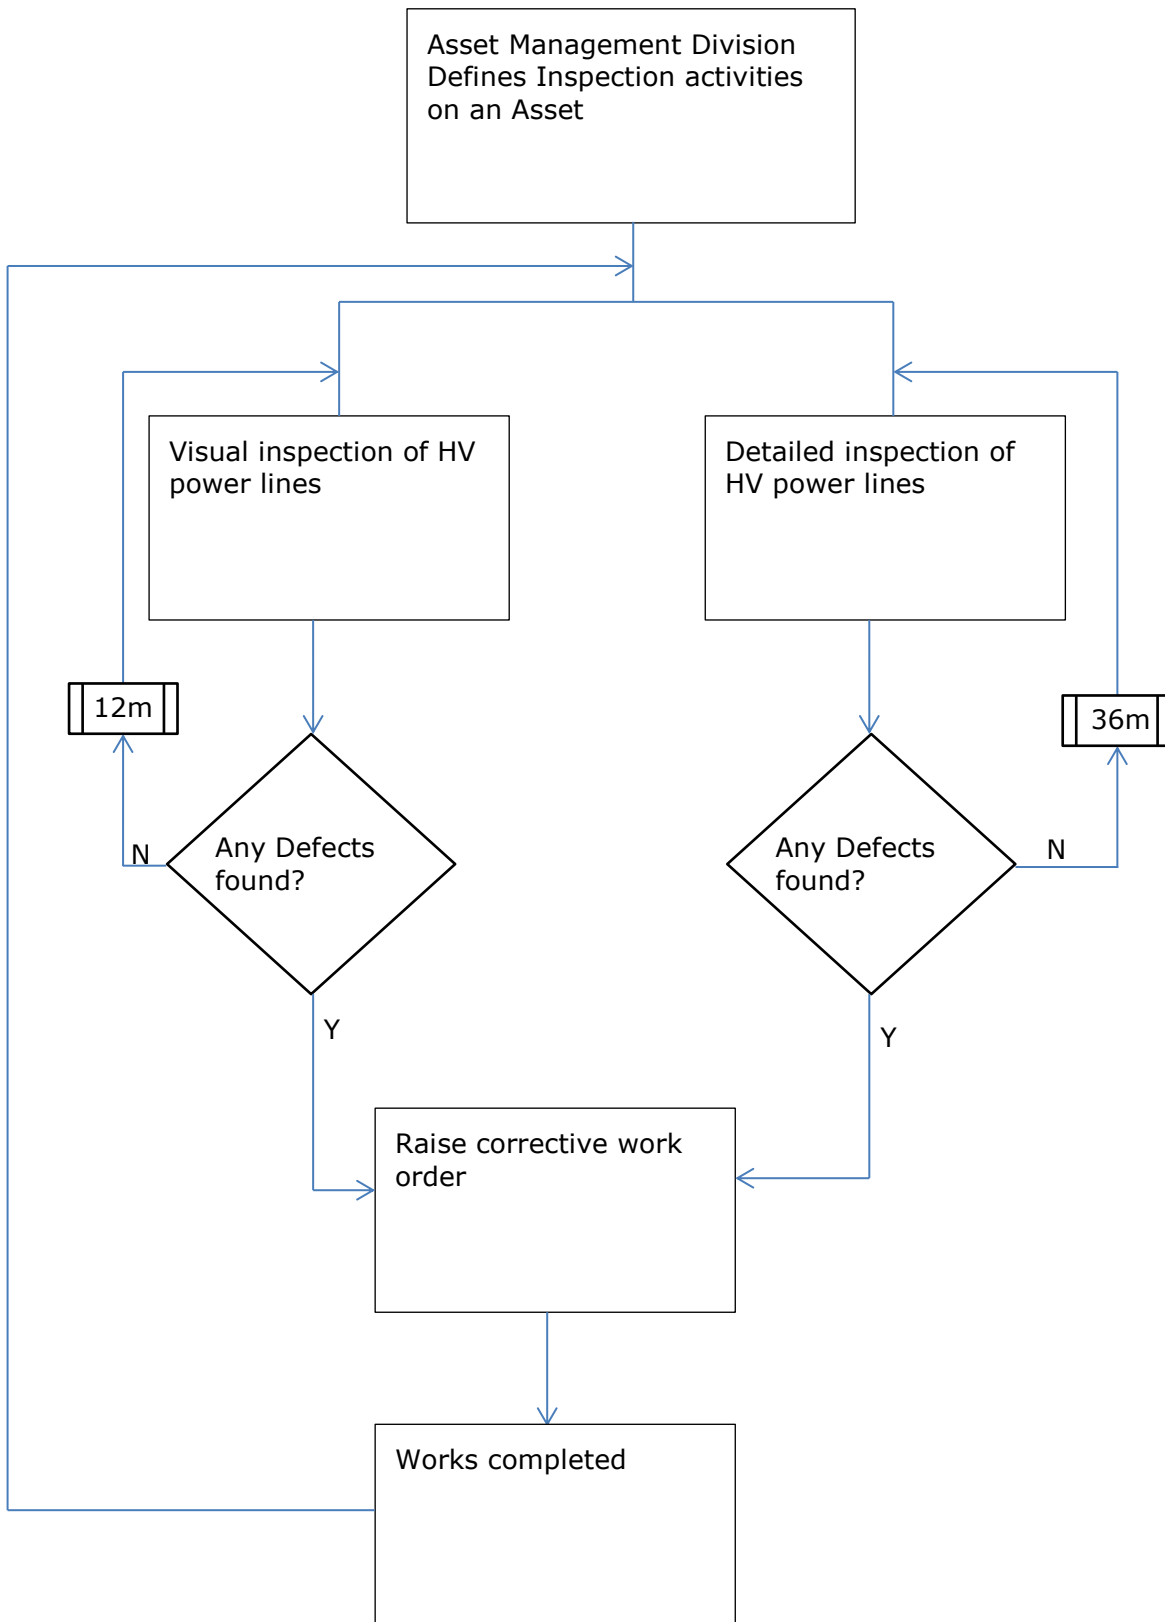 Asset Management Division
Defines Inspection activities
on an Asset
Visual inspection of HV
power lines
Detailed inspection of
HV power lines
12m
36m
N
Any Defects
found?
Any Defects
found?
N
Y
Y
Raise corrective work
order
Works completed